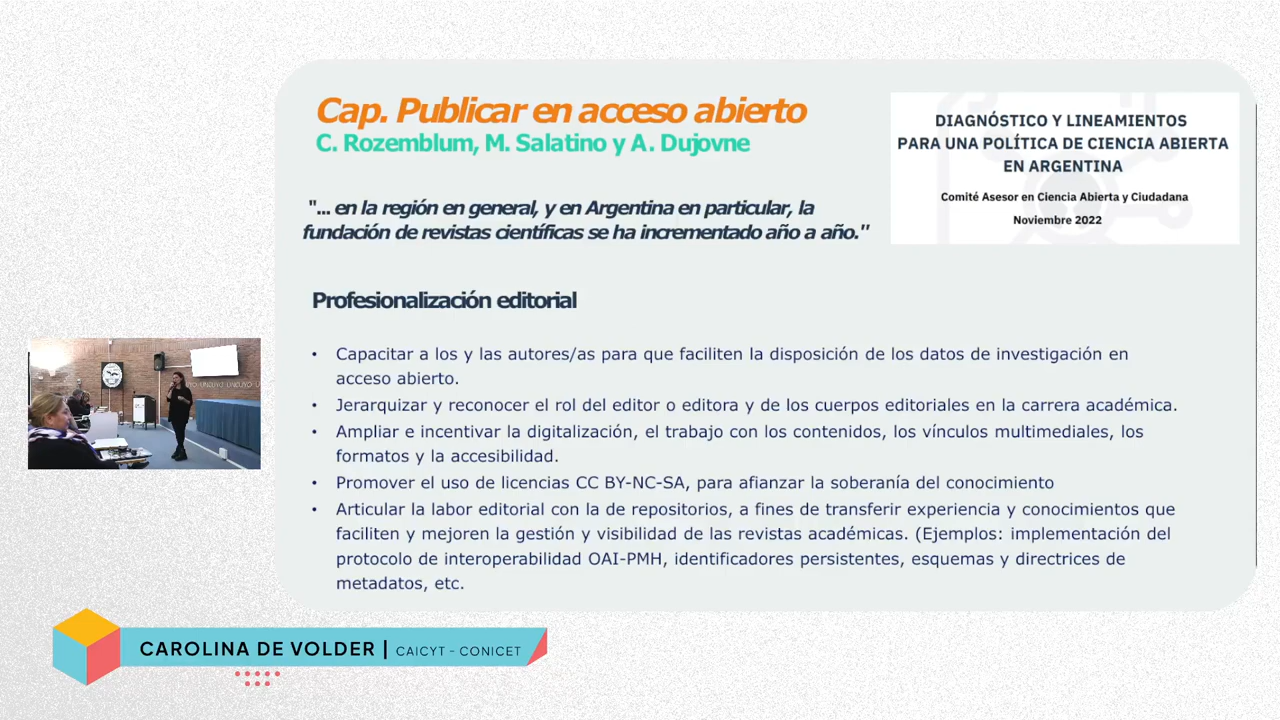 Cap. Publicar en acceso abierto
C. Rozemblum, M. Salatino y A. Dujovne
DIAGNÓSTICO Y LINEAMIENTOS
PARA UNA POLÍTICA DE CIENCIA ABIERTA
EN ARGENTINA
Comité Asesor en Ciencia Abierta y Ciudadana
Noviembre 2022
"... en la región en general, y en Argentina en particular, la
fundación de revistas científicas se ha incrementado año a año."
Profesionalización editorial
• Capacitar a los y las autores/as para que faciliten la disposición de los datos de investigación en
acceso abierto.
• Jerarquizar y reconocer el rol del editor o editora y de los cuerpos editoriales en la carrera académica.
• Ampliar e incentivar la digitalización, el trabajo con los contenidos, los vínculos multimediales, los
formatos y la accesibilidad.
• Promover el uso de licencias CC BY-NC-SA, para afianzar la soberanía del conocimiento
• Articular la labor editorial con la de repositorios, a fines de transferir experiencia y conocimientos que
faciliten y mejoren la gestión y visibilidad de las revistas académicas. (Ejemplos: implementación del
protocolo de interoperabilidad OAI-PMH, identificadores persistentes, esquemas y directrices de
metadatos, etc.
CAROLINA DE VOLDER | CAICYT - CONICET